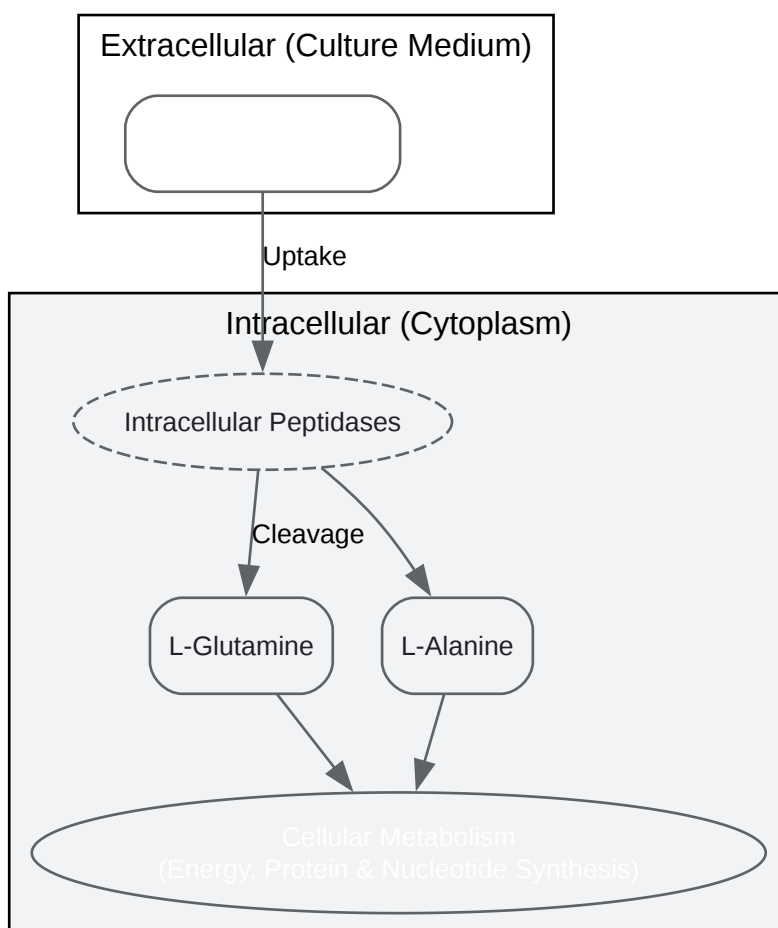 Extracellular (Culture Medium)
Uptake
Intracellular (Cytoplasm)
Intracellular Peptidases
Cleavage
L-Glutamine
L-Alanine
Cellular Metabolism
(Energy, Protein & Nucleotide Synthesis)